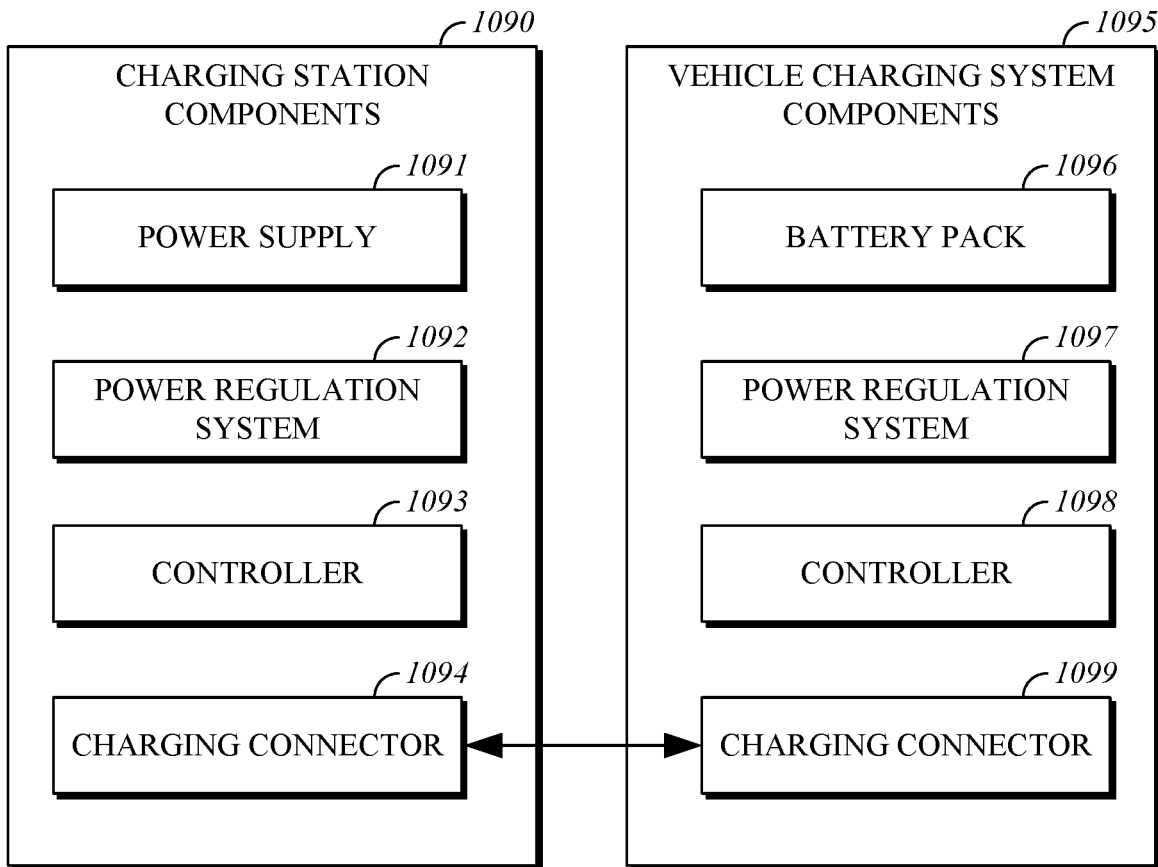 1090
CHARGING STATION
COMPONENTS
1091
POWER SUPPLY
1092
POWER REGULATION
SYSTEM
1093
CONTROLLER
1094
CHARGING CONNECTOR
1095
VEHICLE CHARGING SYSTEM
COMPONENTS
1096
BATTERY PACK
1097
POWER REGULATION
SYSTEM
1098
CONTROLLER
1099
CHARGING CONNECTOR